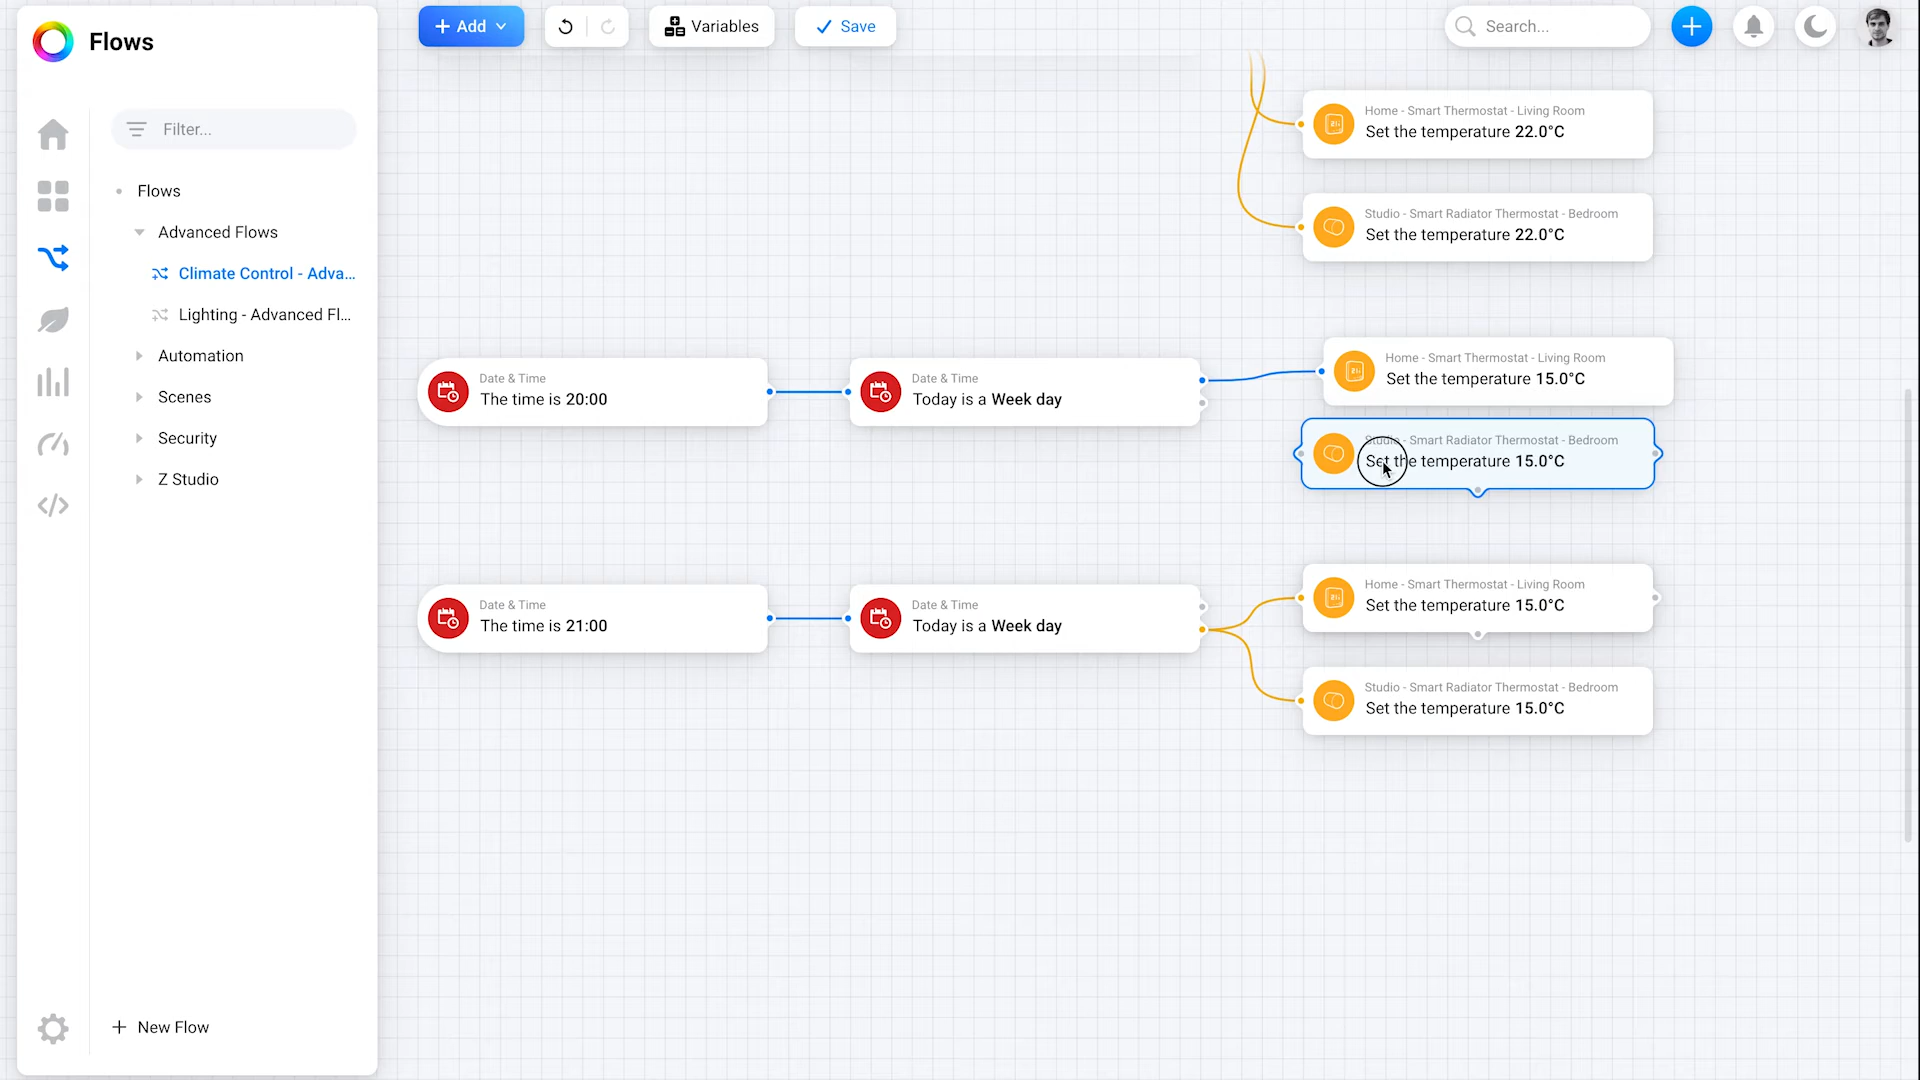 Flows
Add
Variables
Save
Search...
Filter...
Flows
Advanced Flows
Climate Control - Adva...
Lighting - Advanced Fl...
Automation
Scenes
Security
Z Studio
New Flow
Home - Smart Thermostat - Living Room
Set the temperature 22.0°C
Studio - Smart Radiator Thermostat - Bedroom
Set the temperature 22.0°C
Date & Time
The time is 20:00
Date & Time
Today is a Week day
Home - Smart Thermostat - Living Room
Set the temperature 15.0°C
Studio - Smart Radiator Thermostat - Bedroom
Set the temperature 15.0°C
Date & Time
The time is 21:00
Date & Time
Today is a Week day
Home - Smart Thermostat - Living Room
Set the temperature 15.0°C
Studio - Smart Radiator Thermostat - Bedroom
Set the temperature 15.0°C